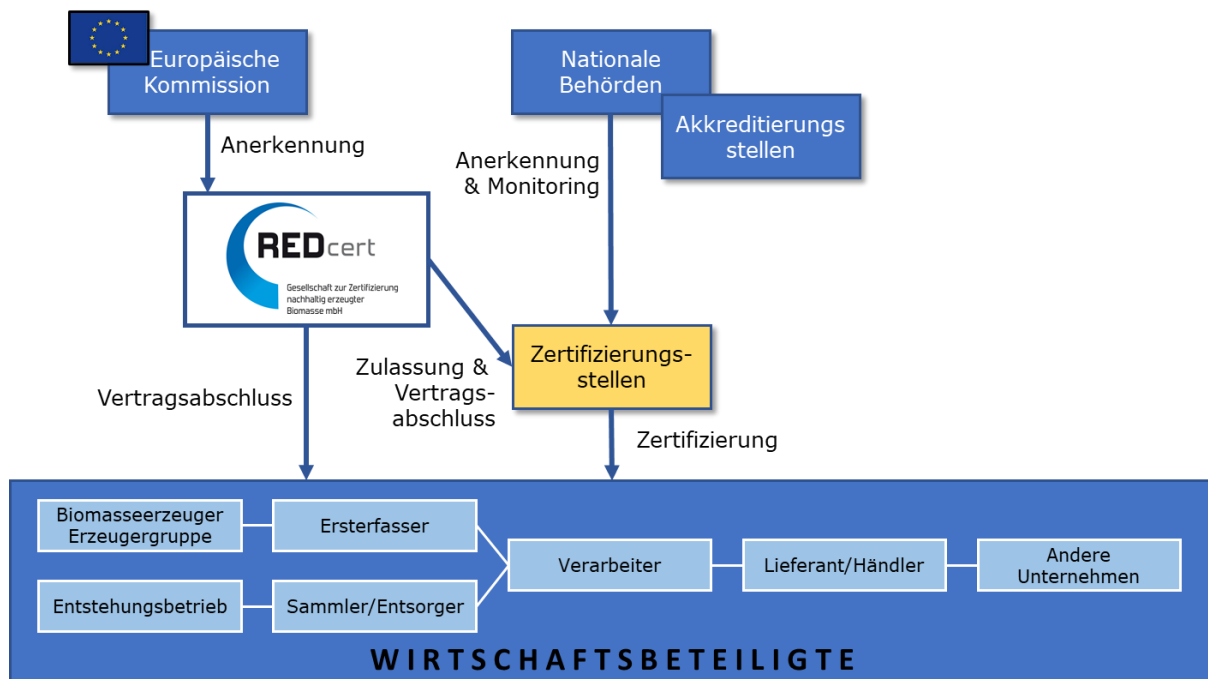 Europäische
Kommission
Nationale
Behörden
Akkreditierungs
stellen
Anerkennung
Anerkennung
& Monitoring
REDcert
Gesellschaft zur Zertifizierung
nachhaltig erzeugter
Biomasse mbH
Zertifizierungs-
stellen
Zulassung &
Vertrags-
abschluss
Vertragsabschluss
Zertifizierung
Biomasseerzeuger
Erzeugergruppe
Ersterfasser
Entstehungsbetrieb
Sammler/Entsorger
Verarbeiter
Lieferant/Händler
Andere
Unternehmen
WIRTSCHAFTSBETEILIGTE